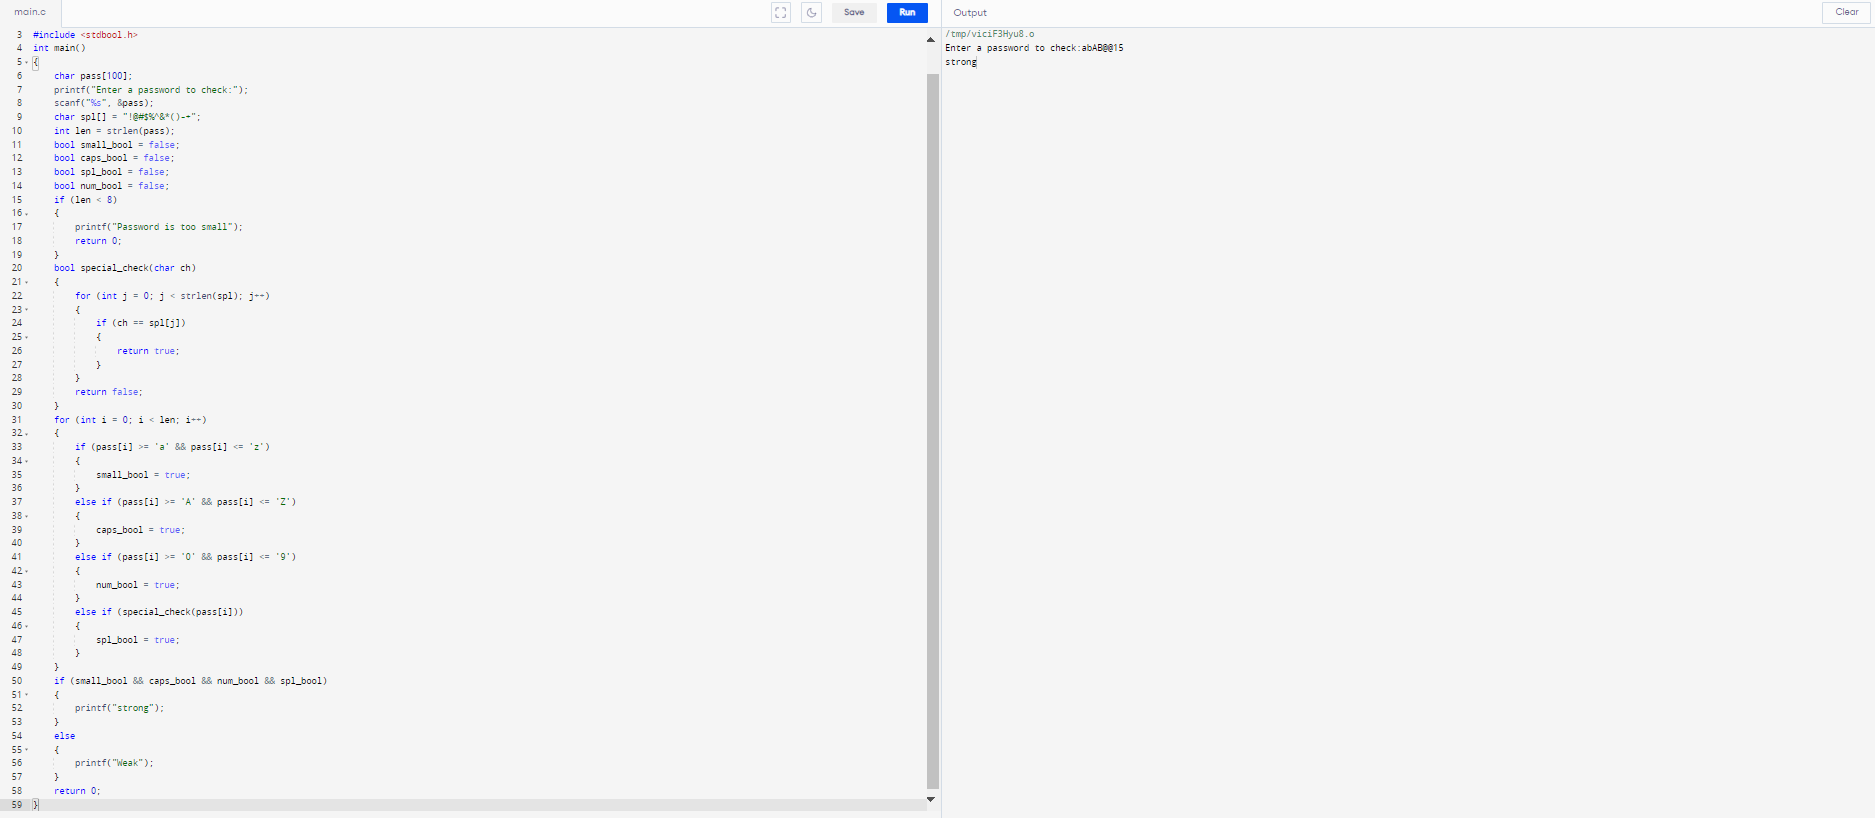 main.c
Save
Run
Output
Clear
3 #include <stdbool.h>
4 int main()
5 {
6 char pass[100];
7 printf("Enter a password to check:");
8 scanf("%s", &pass);
9 char spl[] = "!@#$%^&*()-+";
10 int len = strlen(pass);
11 bool small_bool = false;
12 bool caps_bool = false;
13 bool spl_bool = false;
14 bool num_bool = false;
15 if (len < 8)
16 {
17 printf("Password is too small");
18 return 0;
19 }
20 bool special_check(char ch)
21 {
22 for (int j = 0; j < strlen(spl); j++)
23 {
24 if (ch == spl[j])
25 {
26 return true;
27 }
28 }
29 return false;
30 }
31 for (int i = 0; i < len; i++)
32 {
33 if (pass[i] >= 'a' && pass[i] <= 'z')
34 {
35 small_bool = true;
36 }
37 else if (pass[i] >= 'A' && pass[i] <= 'Z')
38 {
39 caps_bool = true;
40 }
41 else if (pass[i] >= '0' && pass[i] <= '9')
42 {
43 num_bool = true;
44 }
45 else if (special_check(pass[i]))
46 {
47 spl_bool = true;
48 }
49 }
50 if (small_bool && caps_bool && num_bool && spl_bool)
51 {
52 printf("strong");
53 }
54 else
55 {
56 printf("Weak");
57 }
58 return 0;
59 }
/tmp/viciF3Hyu8.o
Enter a password to check:abAB@@15
strong